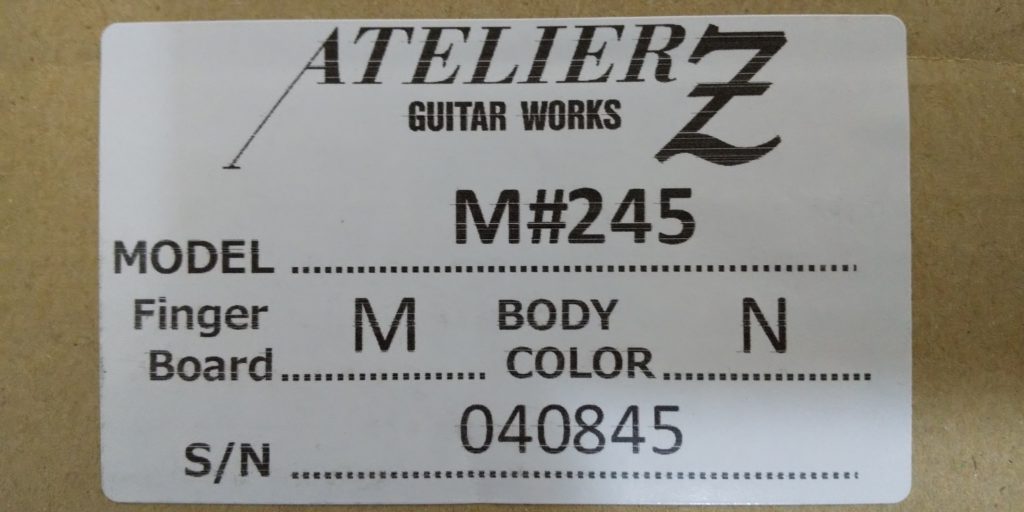 ATELIER Z
GUITAR WORKS
MODEL M#245
Finger Board M BODY COLOR N
S/N 040845